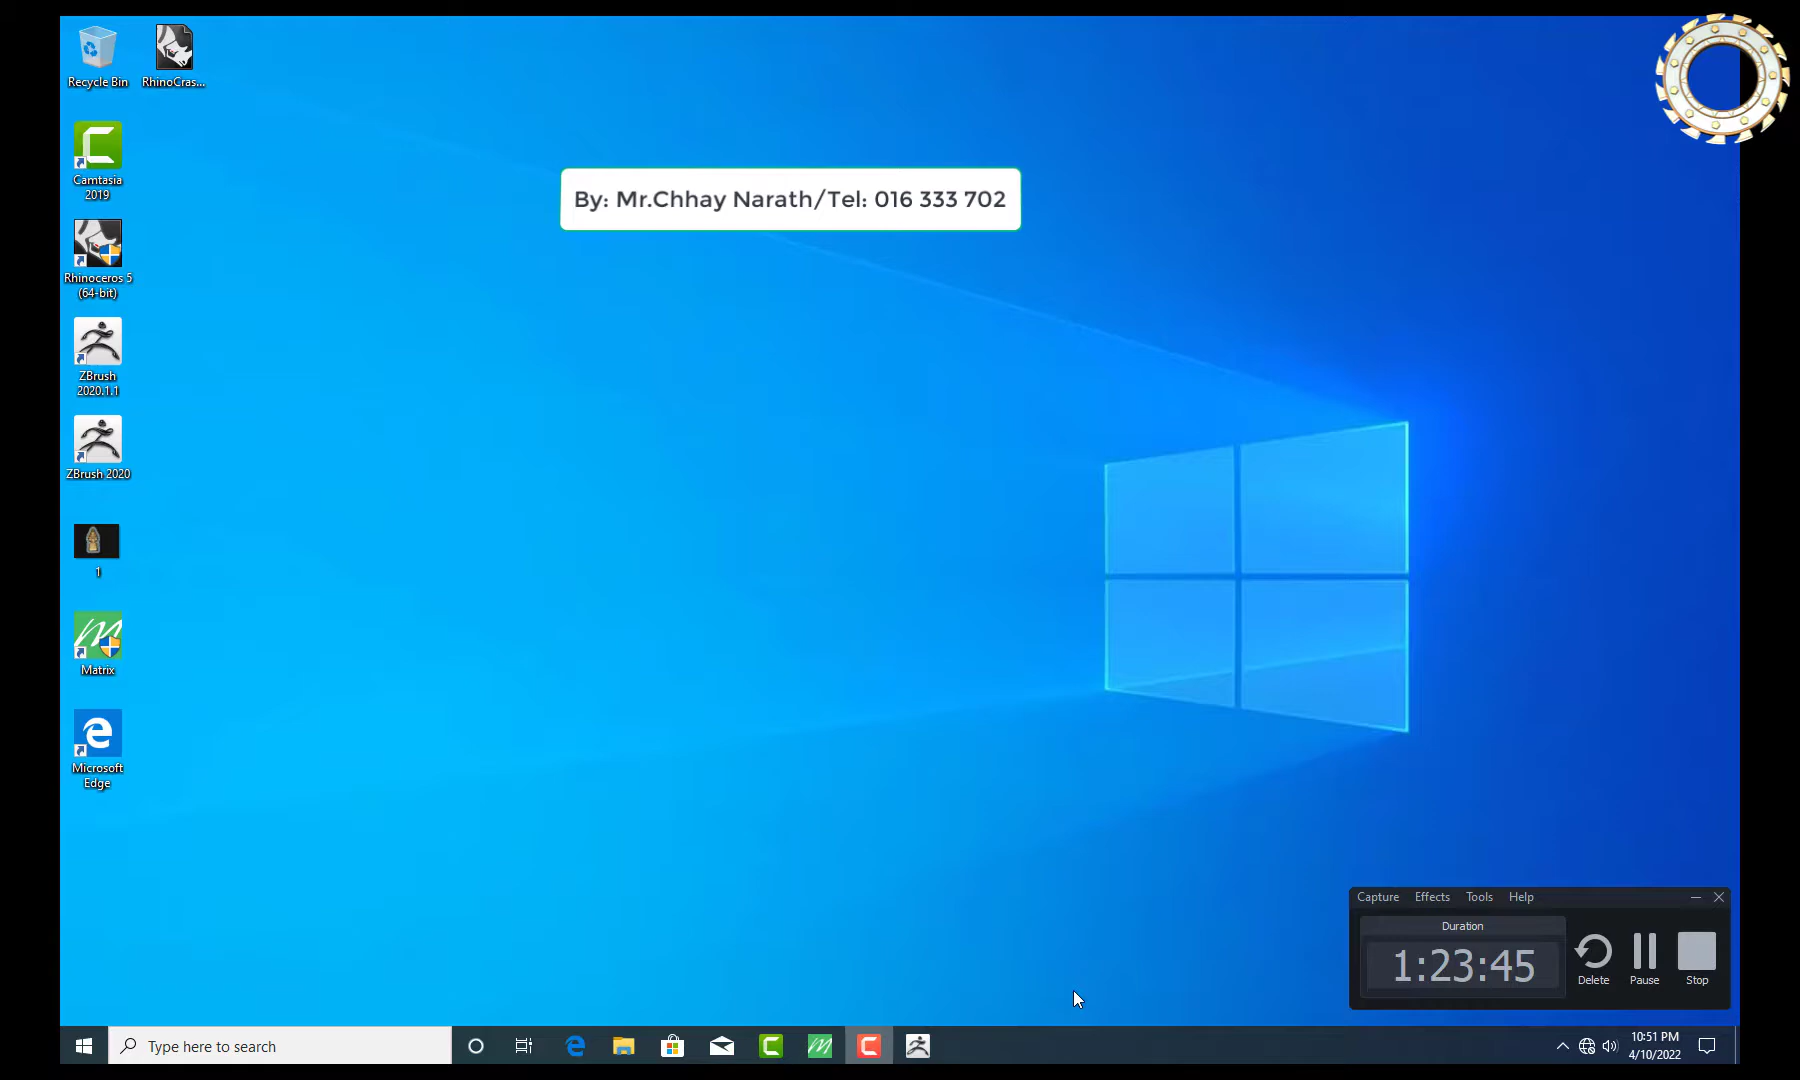 Recycle Bin
RhinoCras...
Camtasia
2019
Rhinoceros 5
(64-bit)
ZBrush
2020.1.1
ZBrush 2020
1
Matrix
Microsoft
Edge
By: Mr.Chhay Narath/Tel: 016 333 702
Capture Effects Tools Help
Duration
1:23:45
Delete Pause Stop
Type here to search
10:51 PM
4/10/2022